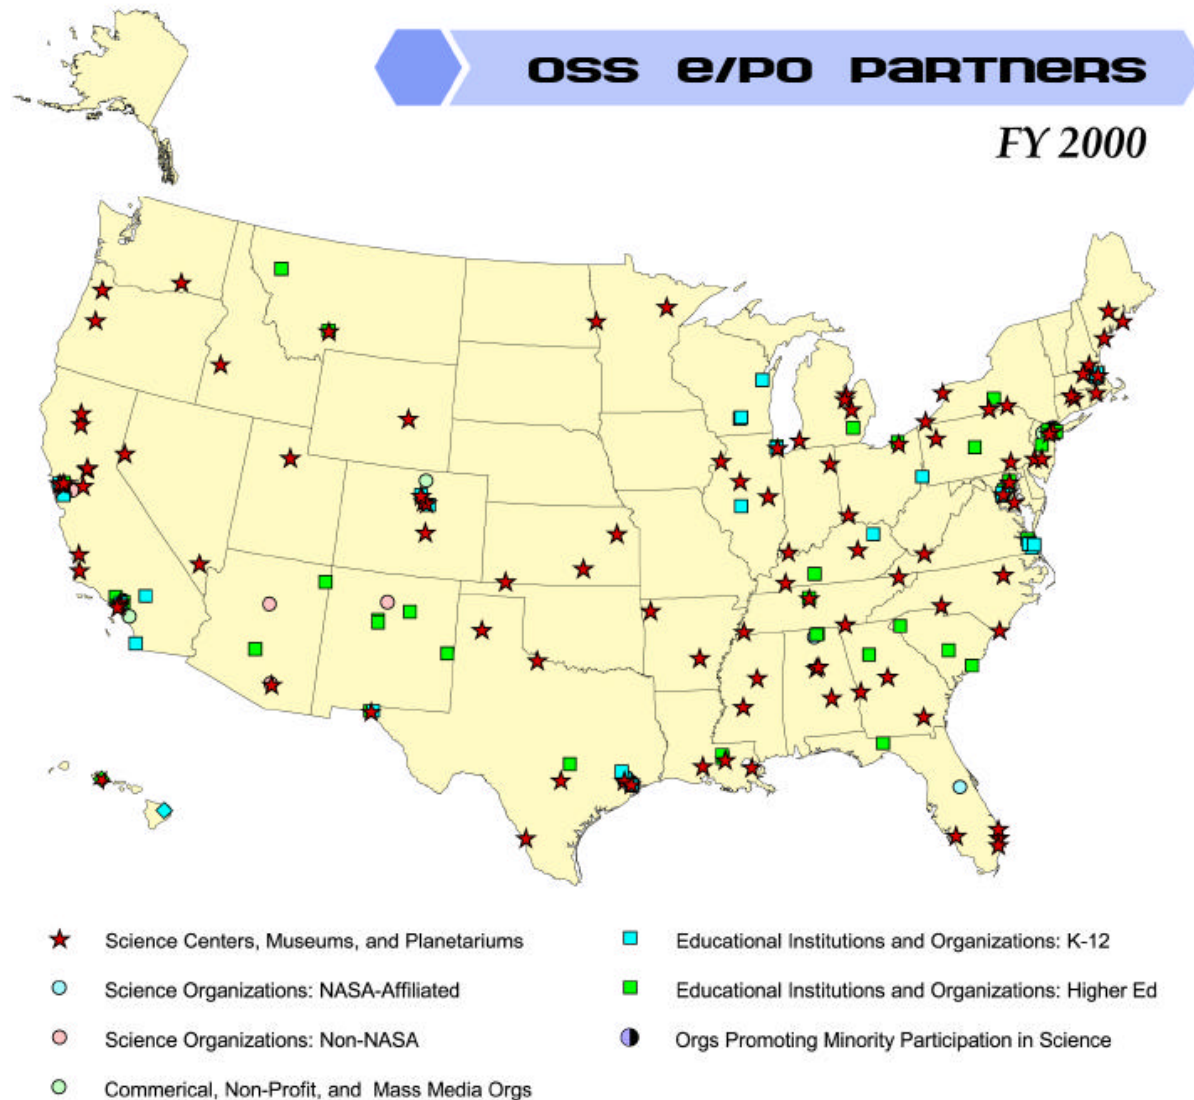 OSS E/PO PARTNERS
FY 2000
Science Centers, Museums, and Planetariums
Science Organizations: NASA-Affiliated
Science Organizations: Non-NASA
Commerical, Non-Profit, and Mass Media Orgs
Educational Institutions and Organizations: K-12
Educational Institutions and Organizations: Higher Ed
Orgs Promoting Minority Participation in Science